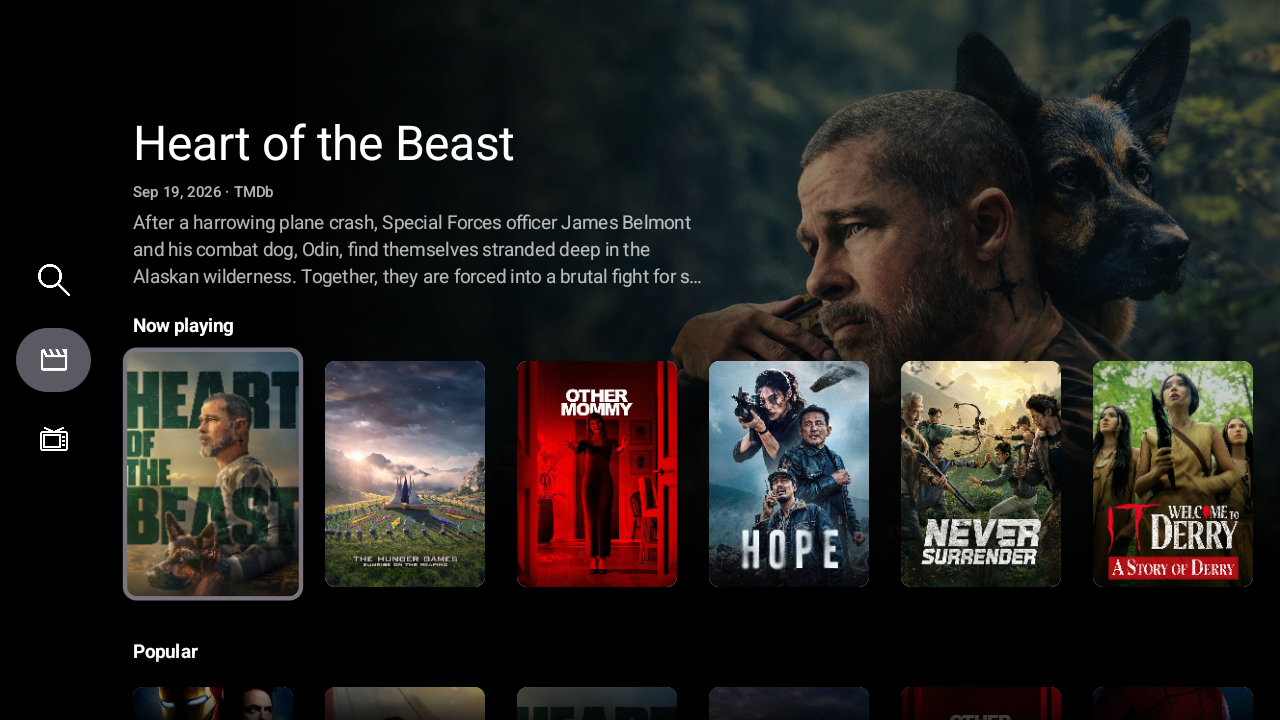 Heart of the Beast
Sep 19, 2026 · TMDb
After a harrowing plane crash, Special Forces officer James Belmont
and his combat dog, Odin, find themselves stranded deep in the
Alaskan wilderness. Together, they are forced into a brutal fight for s...
Now playing
HEART
OF
THE
BEAST
THE HUNGER GAMES
SUNRISE ON THE REAPING
OTHER
MOMMY
HOPE
NEVER
SURRENDER
IT WELCOME TO
DERRY
A STORY OF DERRY
Popular
HEART
OTHER